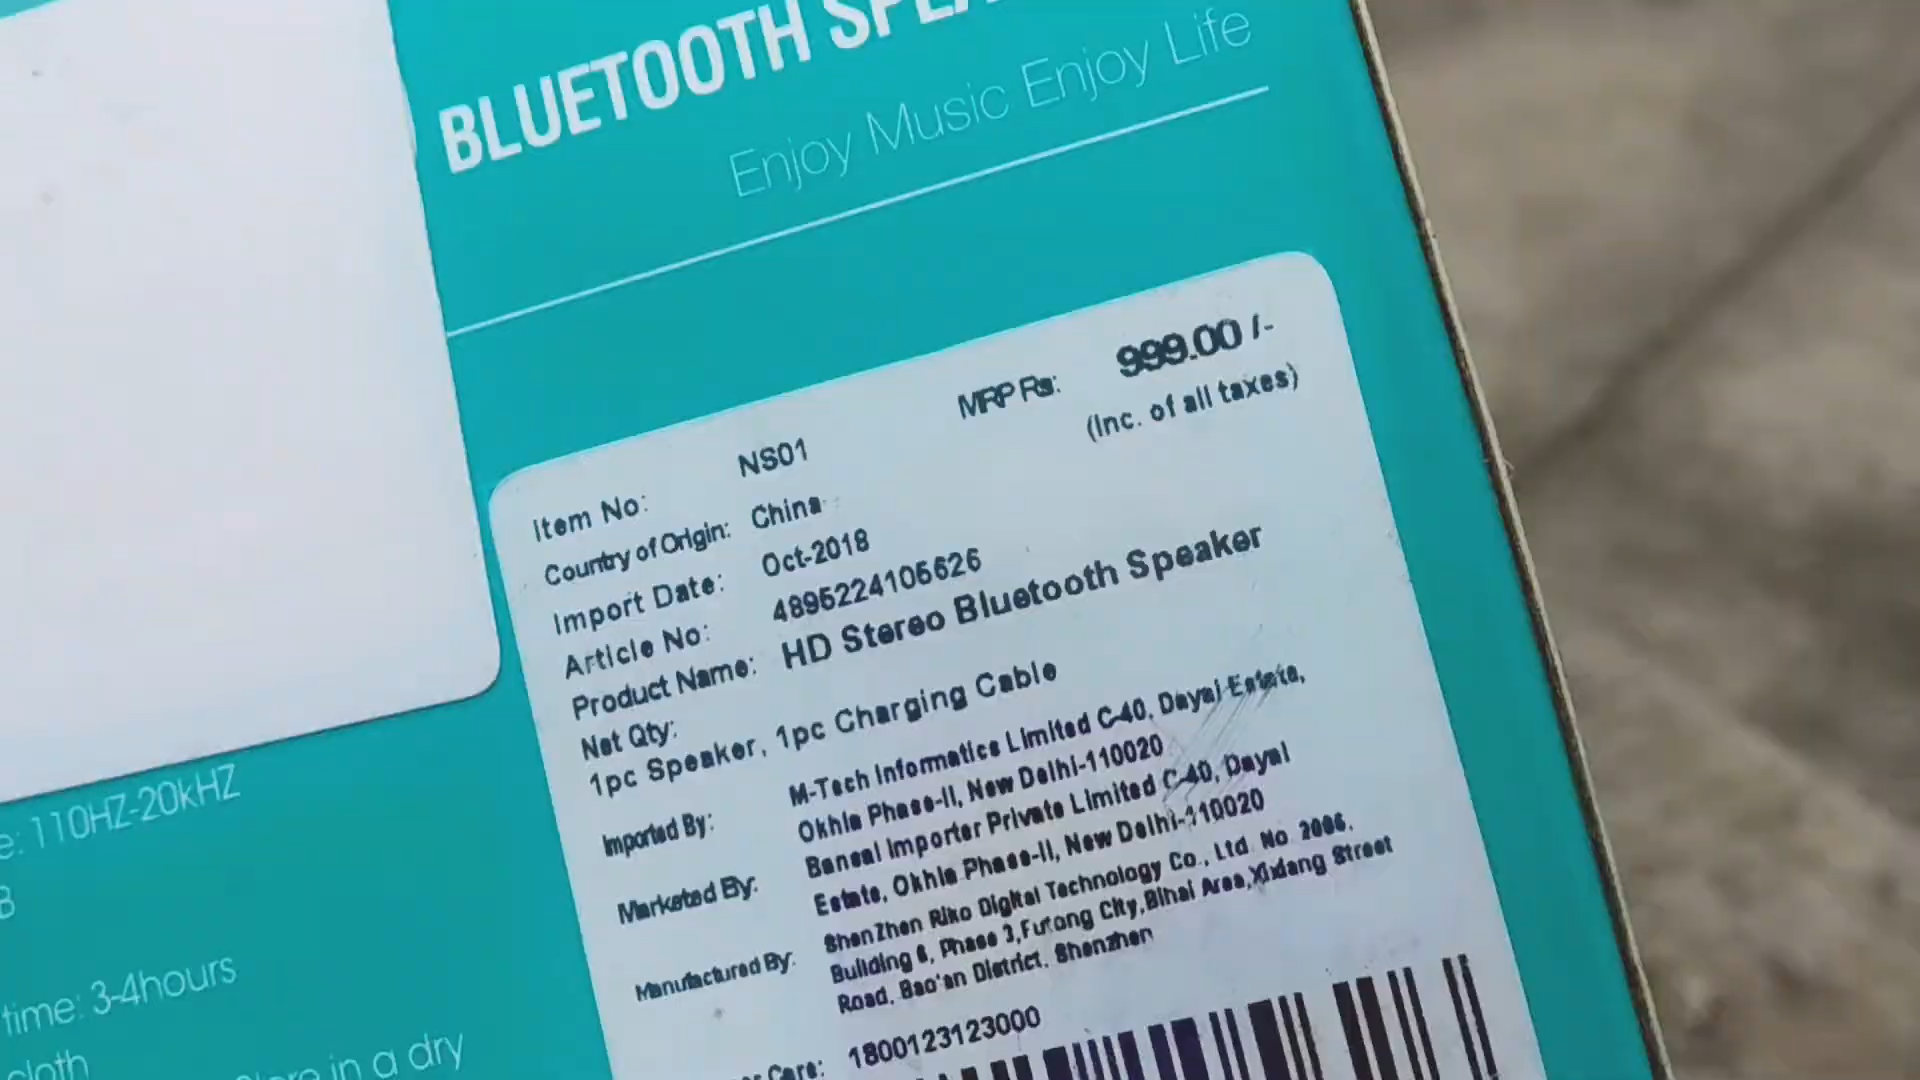 BLUETOOTH
Enjoy Music Enjoy Life
MRP Rs: 999.00 /-
(Inc. of all taxes)
Item No: NS01
Country of Origin: China
Import Date: Oct-2018
Article No: 4895224105626
Product Name: HD Stereo Bluetooth Speaker
Net Qty:
1pc Speaker, 1pc Charging Cable
Imported By: M-Tech Informatics Limited C-40, Dayal Estate,
Okhla Phase-II, New Delhi-110020
Marketed By: Bansal Importer Private Limited C-40, Dayal
Estate, Okhla Phase-II, New Delhi-110020
Manufactured By: ShenZhen Riko Digital Technology Co., Ltd. No. 2006,
Building 6, Phase 3,Futong City,Bihai Area,Xixiang Street
Road, Bao'an District, Shenzhen
Care: 1800123123000
110HZ-20kHZ
time: 3-4hours
cloth
in a dry